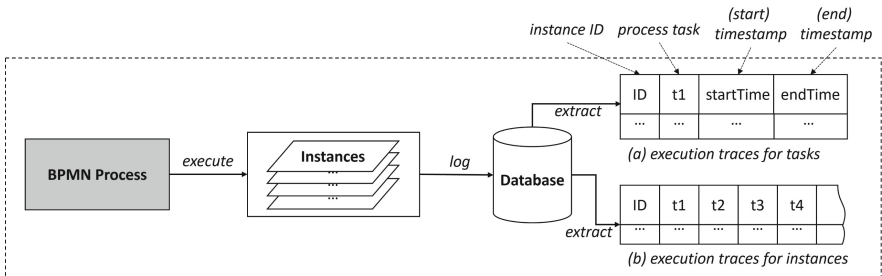 (start)
(end)
instance ID process task timestamp timestamp
ID t1 startTime endTime
... ... ... ...
extract
(a) execution traces for tasks
BPMN Process
execute
Instances
...
...
log
Database
ID t1 t2 t3 t4
... ... ... ... ...
extract
(b) execution traces for instances